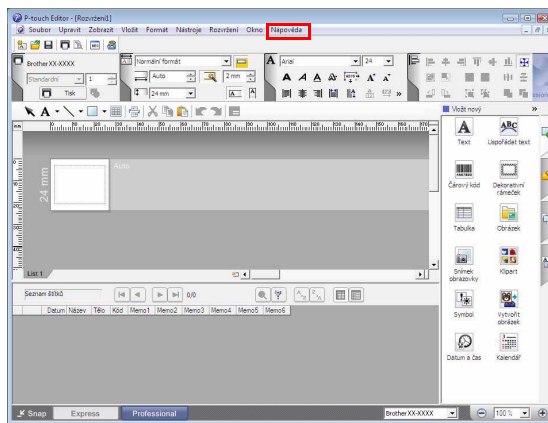 P-touch Editor - [Rozvržení1]
Soubor Upravit Zobrazit Vložit Formát Nástroje Rozvržení Okno Nápověda
Brother XX-XXXX
Standardní 1
Tisk
Normální formát
Auto 2 mm
24 mm
A Arial 24
Auto
24 mm
List 1
Seznam štítků 0/0
Datum Název Tělo Kód Memo1 Memo2 Memo3 Memo4 Memo5 Memo6
Vložit nový
Text Uspořádat text
Čárový kód Dekorativní rámeček
Tabulka Obrázek
Snímek obrazovky Klipart
Symbol Vytvořit obrázek
Datum a čas Kalendář
Snap Express Professional Brother XX-XXXX 100 %